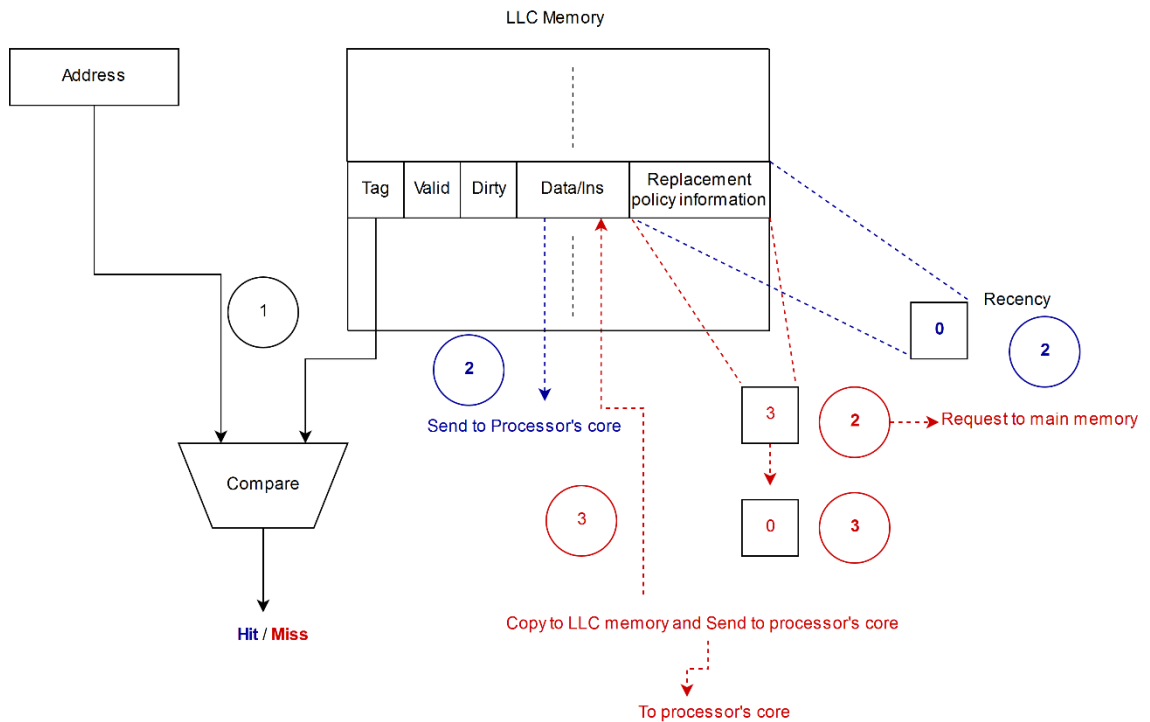 LLC Memory
Address
Tag
Valid
Dirty
Data/Ins
Replacement
policy information
1
Recency
0
2
2
Send to Processor's core
3
2
Request to main memory
Compare
3
0
3
Hit / Miss
Copy to LLC memory and Send to processor's core
To processor's core